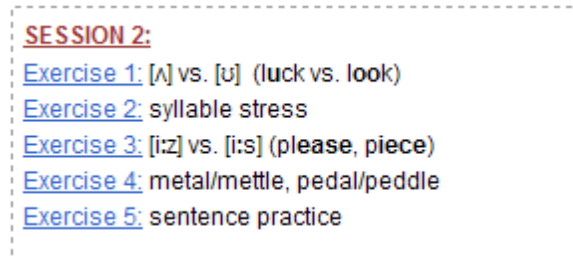 SESSION 2:
Exercise 1: [ʌ] vs. [ʊ] (luck vs. look)
Exercise 2: syllable stress
Exercise 3: [i:z] vs. [i:s] (please, piece)
Exercise 4: metal/mettle, pedal/peddle
Exercise 5: sentence practice